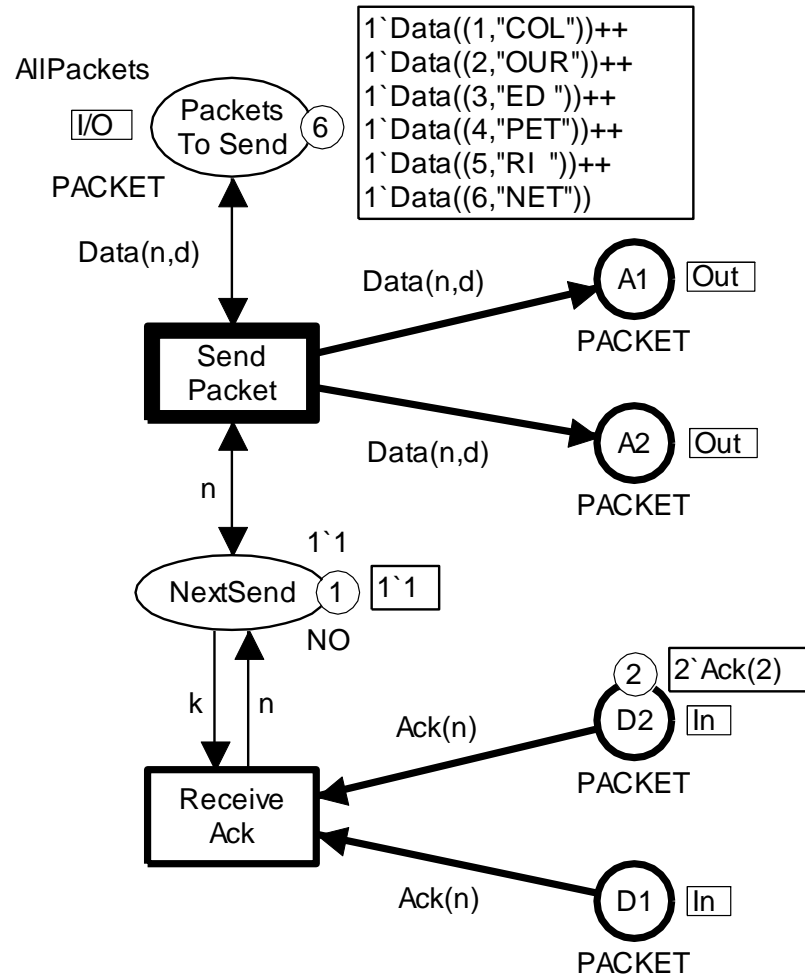 1`Data((1,"COL"))++
1`Data((2,"OUR"))++
1`Data((3,"ED "))++
1`Data((4,"PET"))++
1`Data((5,"RI  "))++
1`Data((6,"NET"))
AllPackets
I/O
Packets
To Send
6
PACKET
Data(n,d)
Data(n,d)
A1
Out
PACKET
Send
Packet
Data(n,d)
A2
Out
PACKET
n
1`1
NextSend
1
1`1
NO
k
n
2
2`Ack(2)
Ack(n)
D2
In
PACKET
Receive
Ack
Ack(n)
D1
In
PACKET